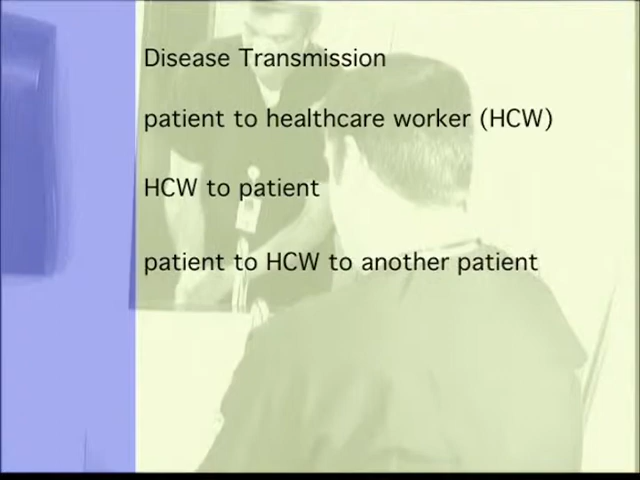 Disease Transmission
patient to healthcare worker (HCW)
HCW to patient
patient to HCW to another patient